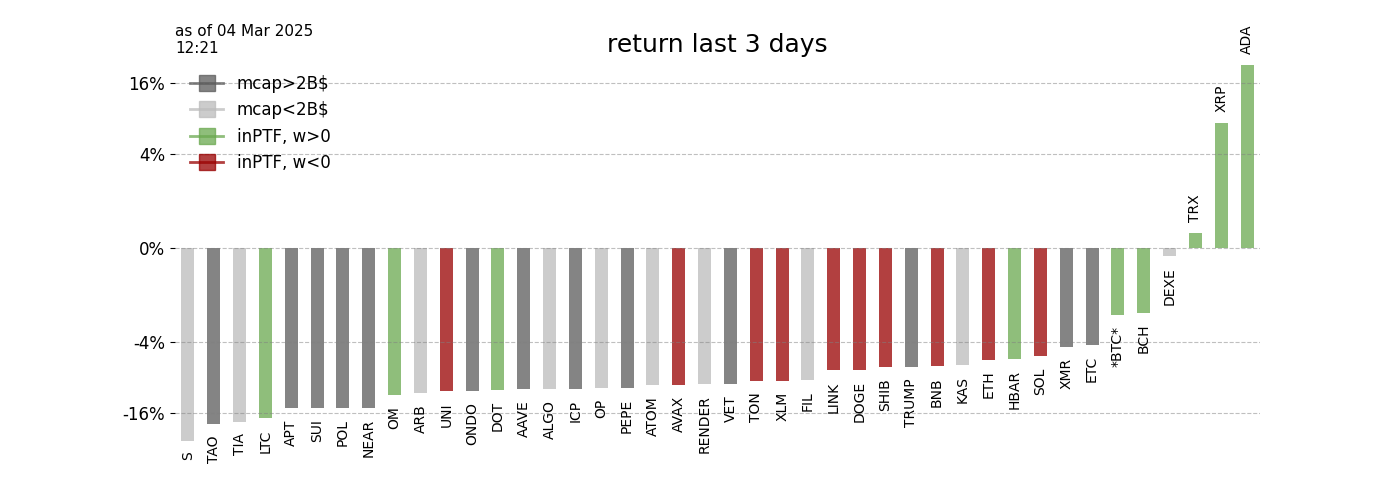 as of 04 Mar 2025
12:21
return last 3 days
mcap>2B$
mcap<2B$
inPTF, w>0
inPTF, w<0
16%
4%
0%
-4%
-16%
S
TAO
TIA
LTC
APT
SUI
POL
NEAR
OM
ARB
UNI
ONDO
DOT
AAVE
ALGO
ICP
OP
PEPE
ATOM
AVAX
RENDER
VET
TON
XLM
FIL
LINK
DOGE
SHIB
TRUMP
BNB
KAS
ETH
HBAR
SOL
XMR
ETC
*BTC*
BCH
DEXE
TRX
XRP
ADA